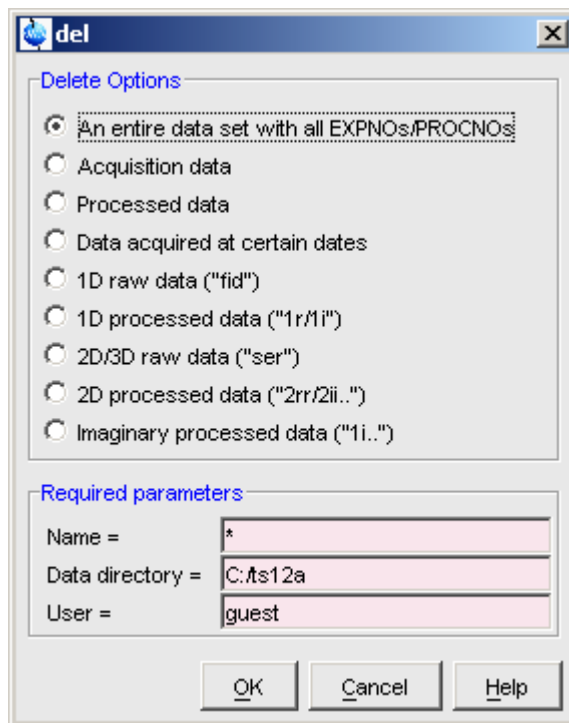 del
Delete Options
An entire data set with all EXPNOs/PROCNOs
Acquisition data
Processed data
Data acquired at certain dates
1D raw data ("fid")
1D processed data ("1r/1i")
2D/3D raw data ("ser")
2D processed data ("2rr/2ii..")
Imaginary processed data ("1i..")
Required parameters
Name = *
Data directory = C:/ts12a
User = guest
OK Cancel Help